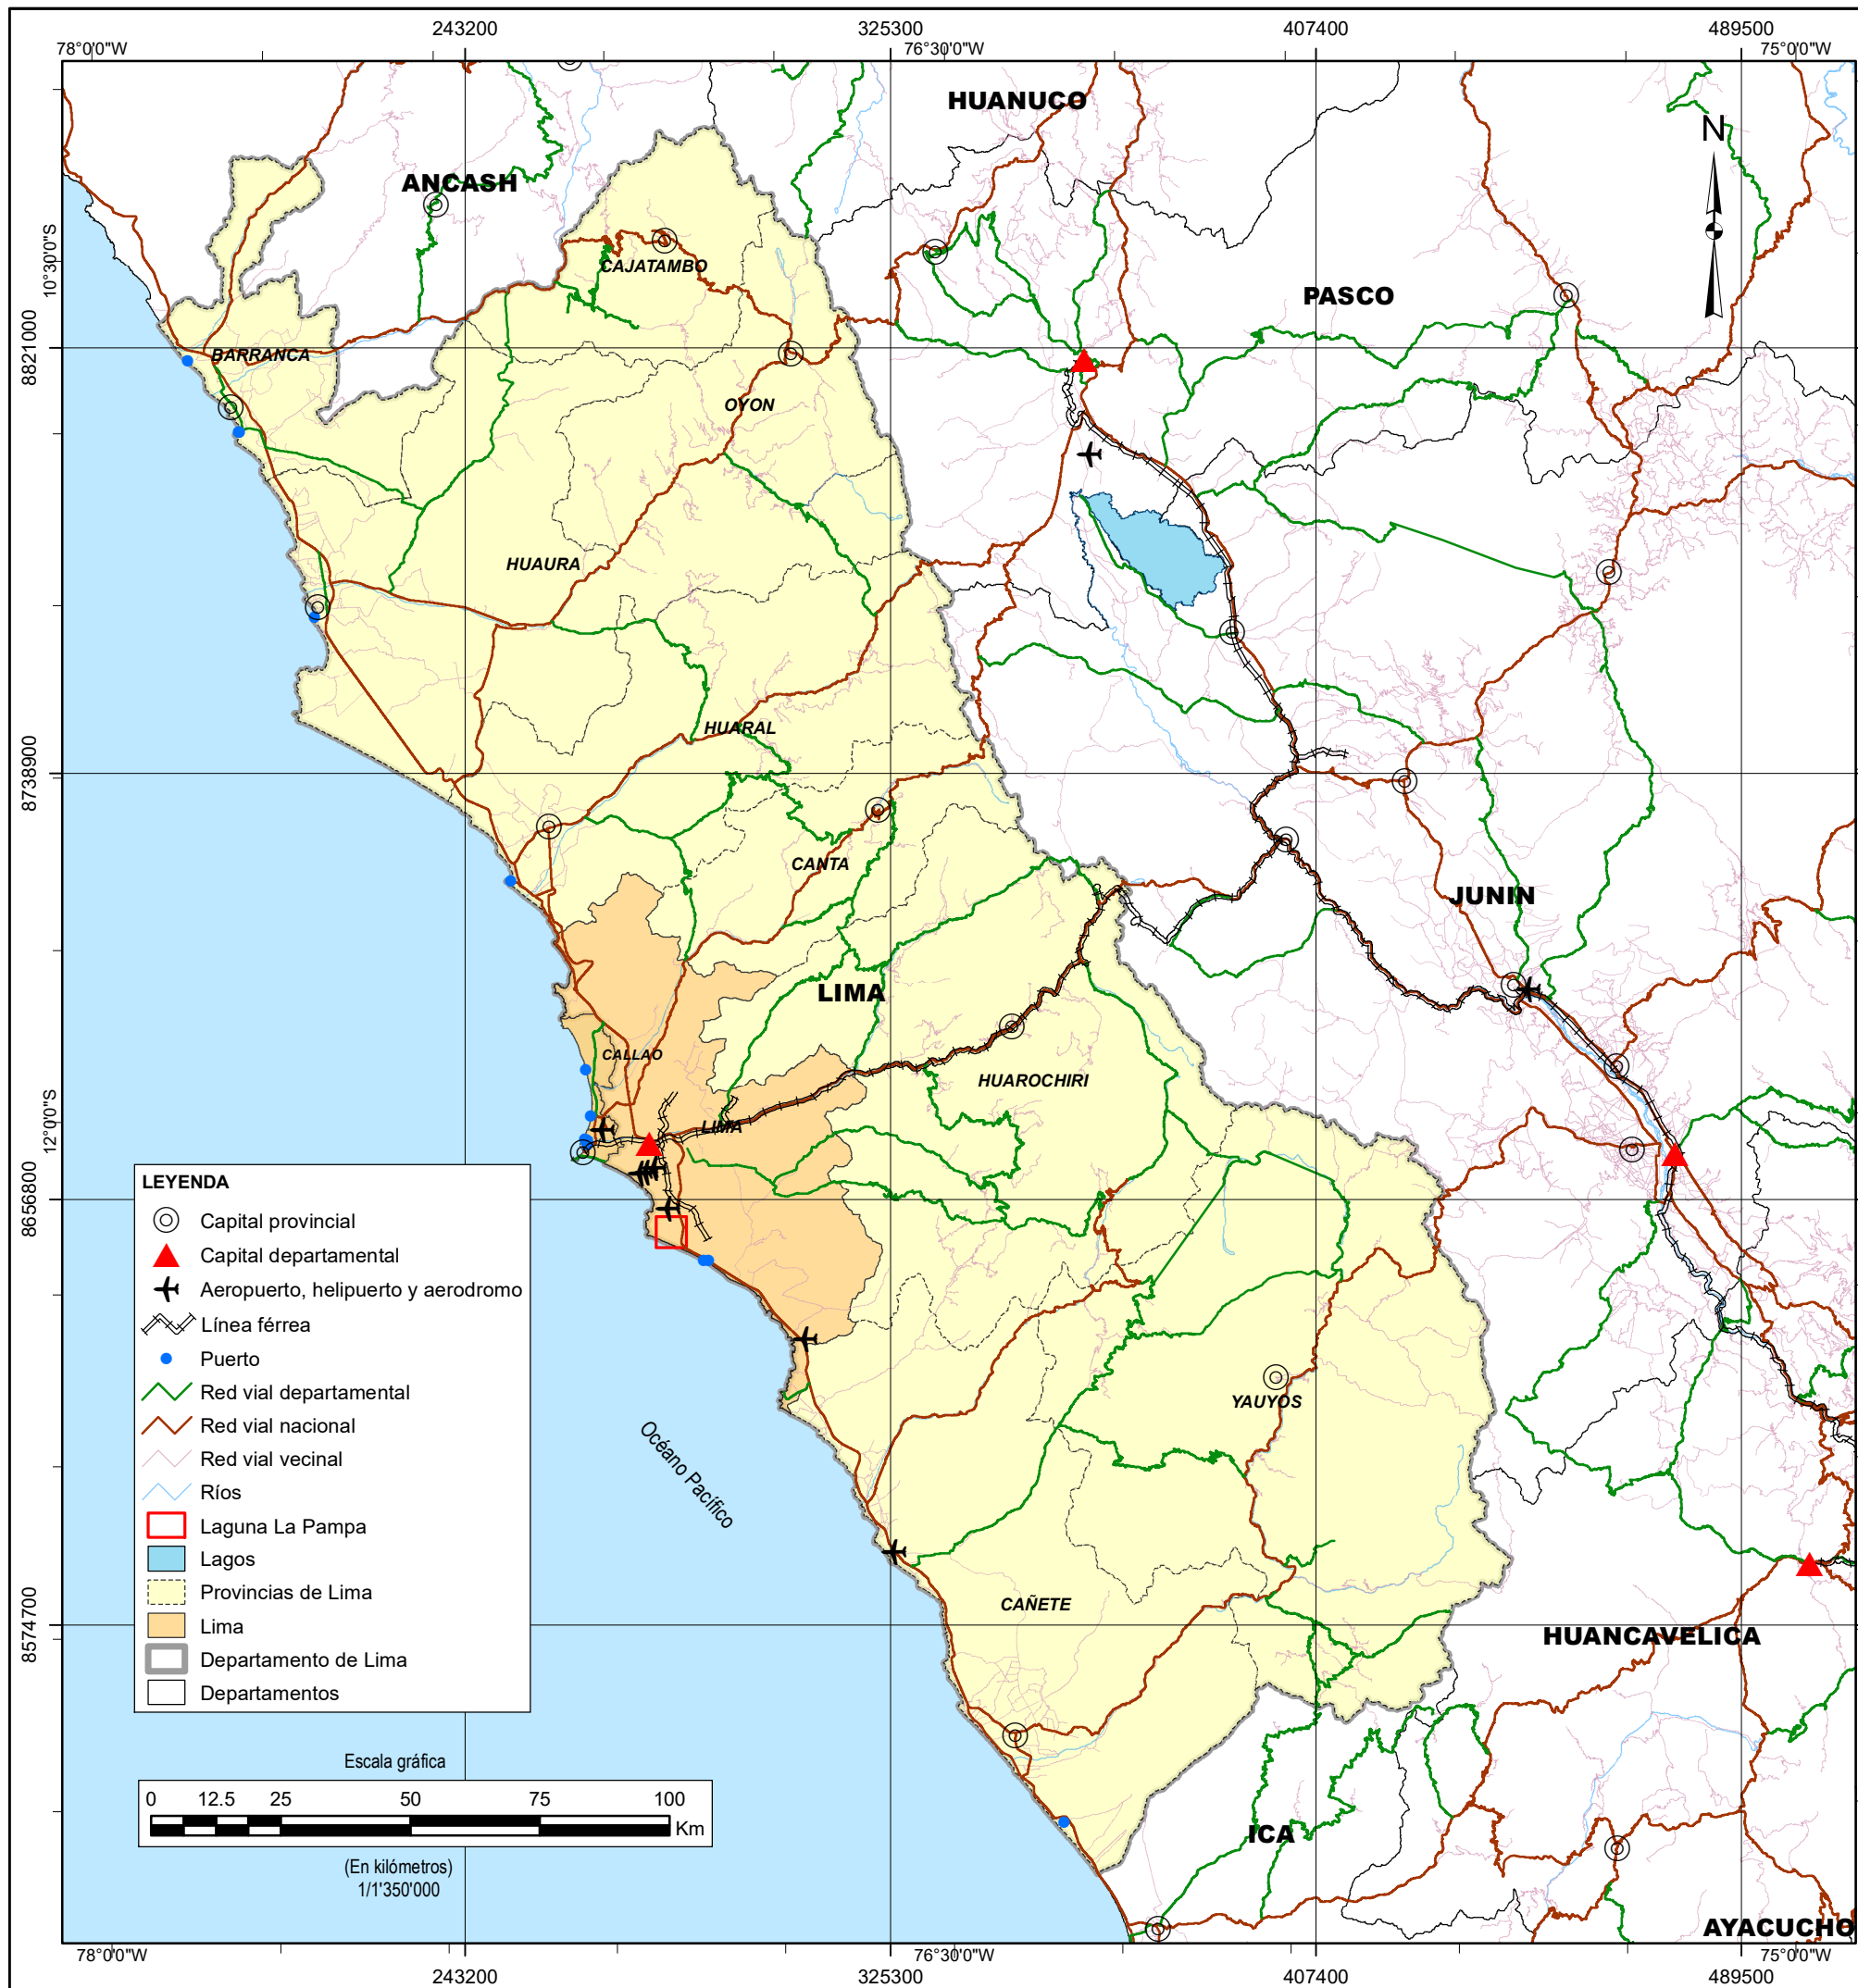 243200
325300
407400
489500
78°0'0"W
76°30'0"W
75°0'0"W
HUANUCO
N
ANCASH
10°30'0"S
CAJATAMBO
PASCO
8821000
BARRANCA
OYON
HUAURA
HUARAL
8738900
CANTA
JUNIN
LIMA
CALLAO
HUAROCHIRI
12°0'0"S
LIMA
8656800
LEYENDA
Capital provincial
Capital departamental
Aeropuerto, helipuerto y aerodromo
Línea férrea
Puerto
Red vial departamental
Red vial nacional
Red vial vecinal
Ríos
Laguna La Pampa
Lagos
Provincias de Lima
Lima
Departamento de Lima
Departamentos
YAUYOS
Océano Pacífico
CAÑETE
8574700
HUANCAVELICA
Escala gráfica
0 12.5 25 50 75 100
Km
(En kilómetros)
1/1'350'000
ICA
AYACUCHO
78°0'0"W
76°30'0"W
75°0'0"W
243200
325300
407400
489500